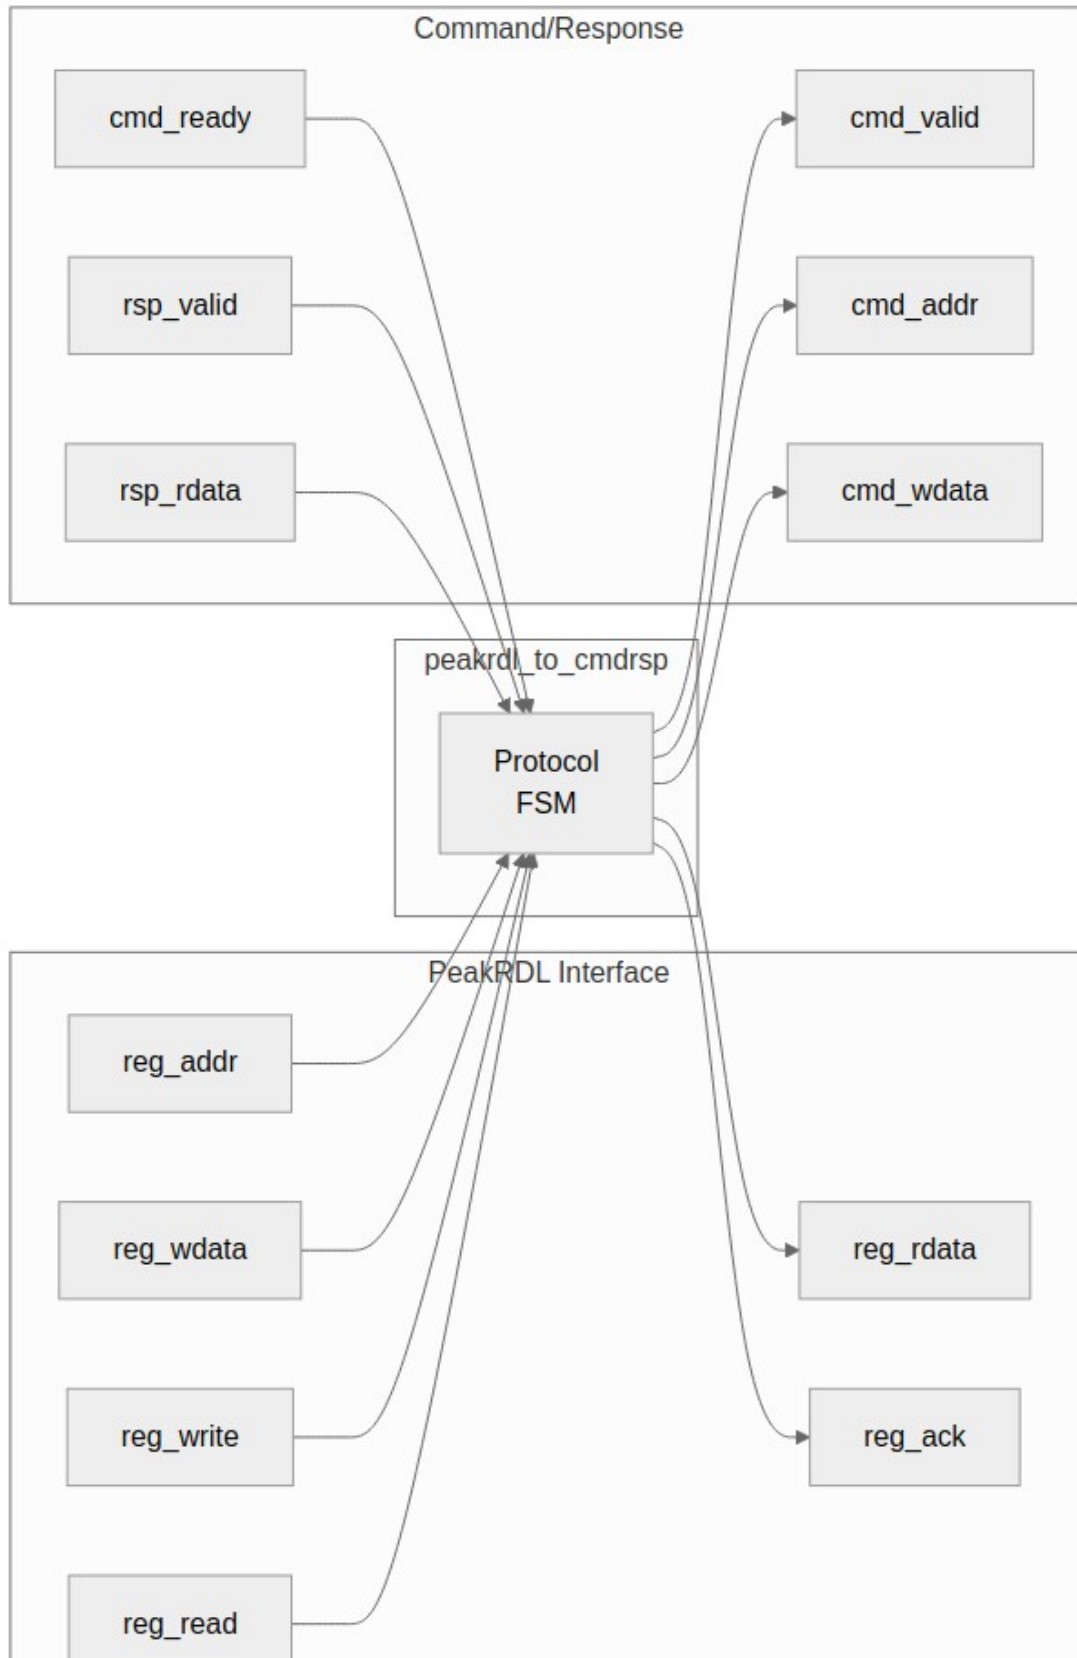 Command/Response
cmd_ready
cmd_valid
rsp_valid
cmd_addr
rsp_rdata
cmd_wdata
peakrdl_to_cmdrsp
Protocol
FSM
PeakRDL Interface
reg_addr
reg_wdata
reg_rdata
reg_write
reg_ack
reg_read